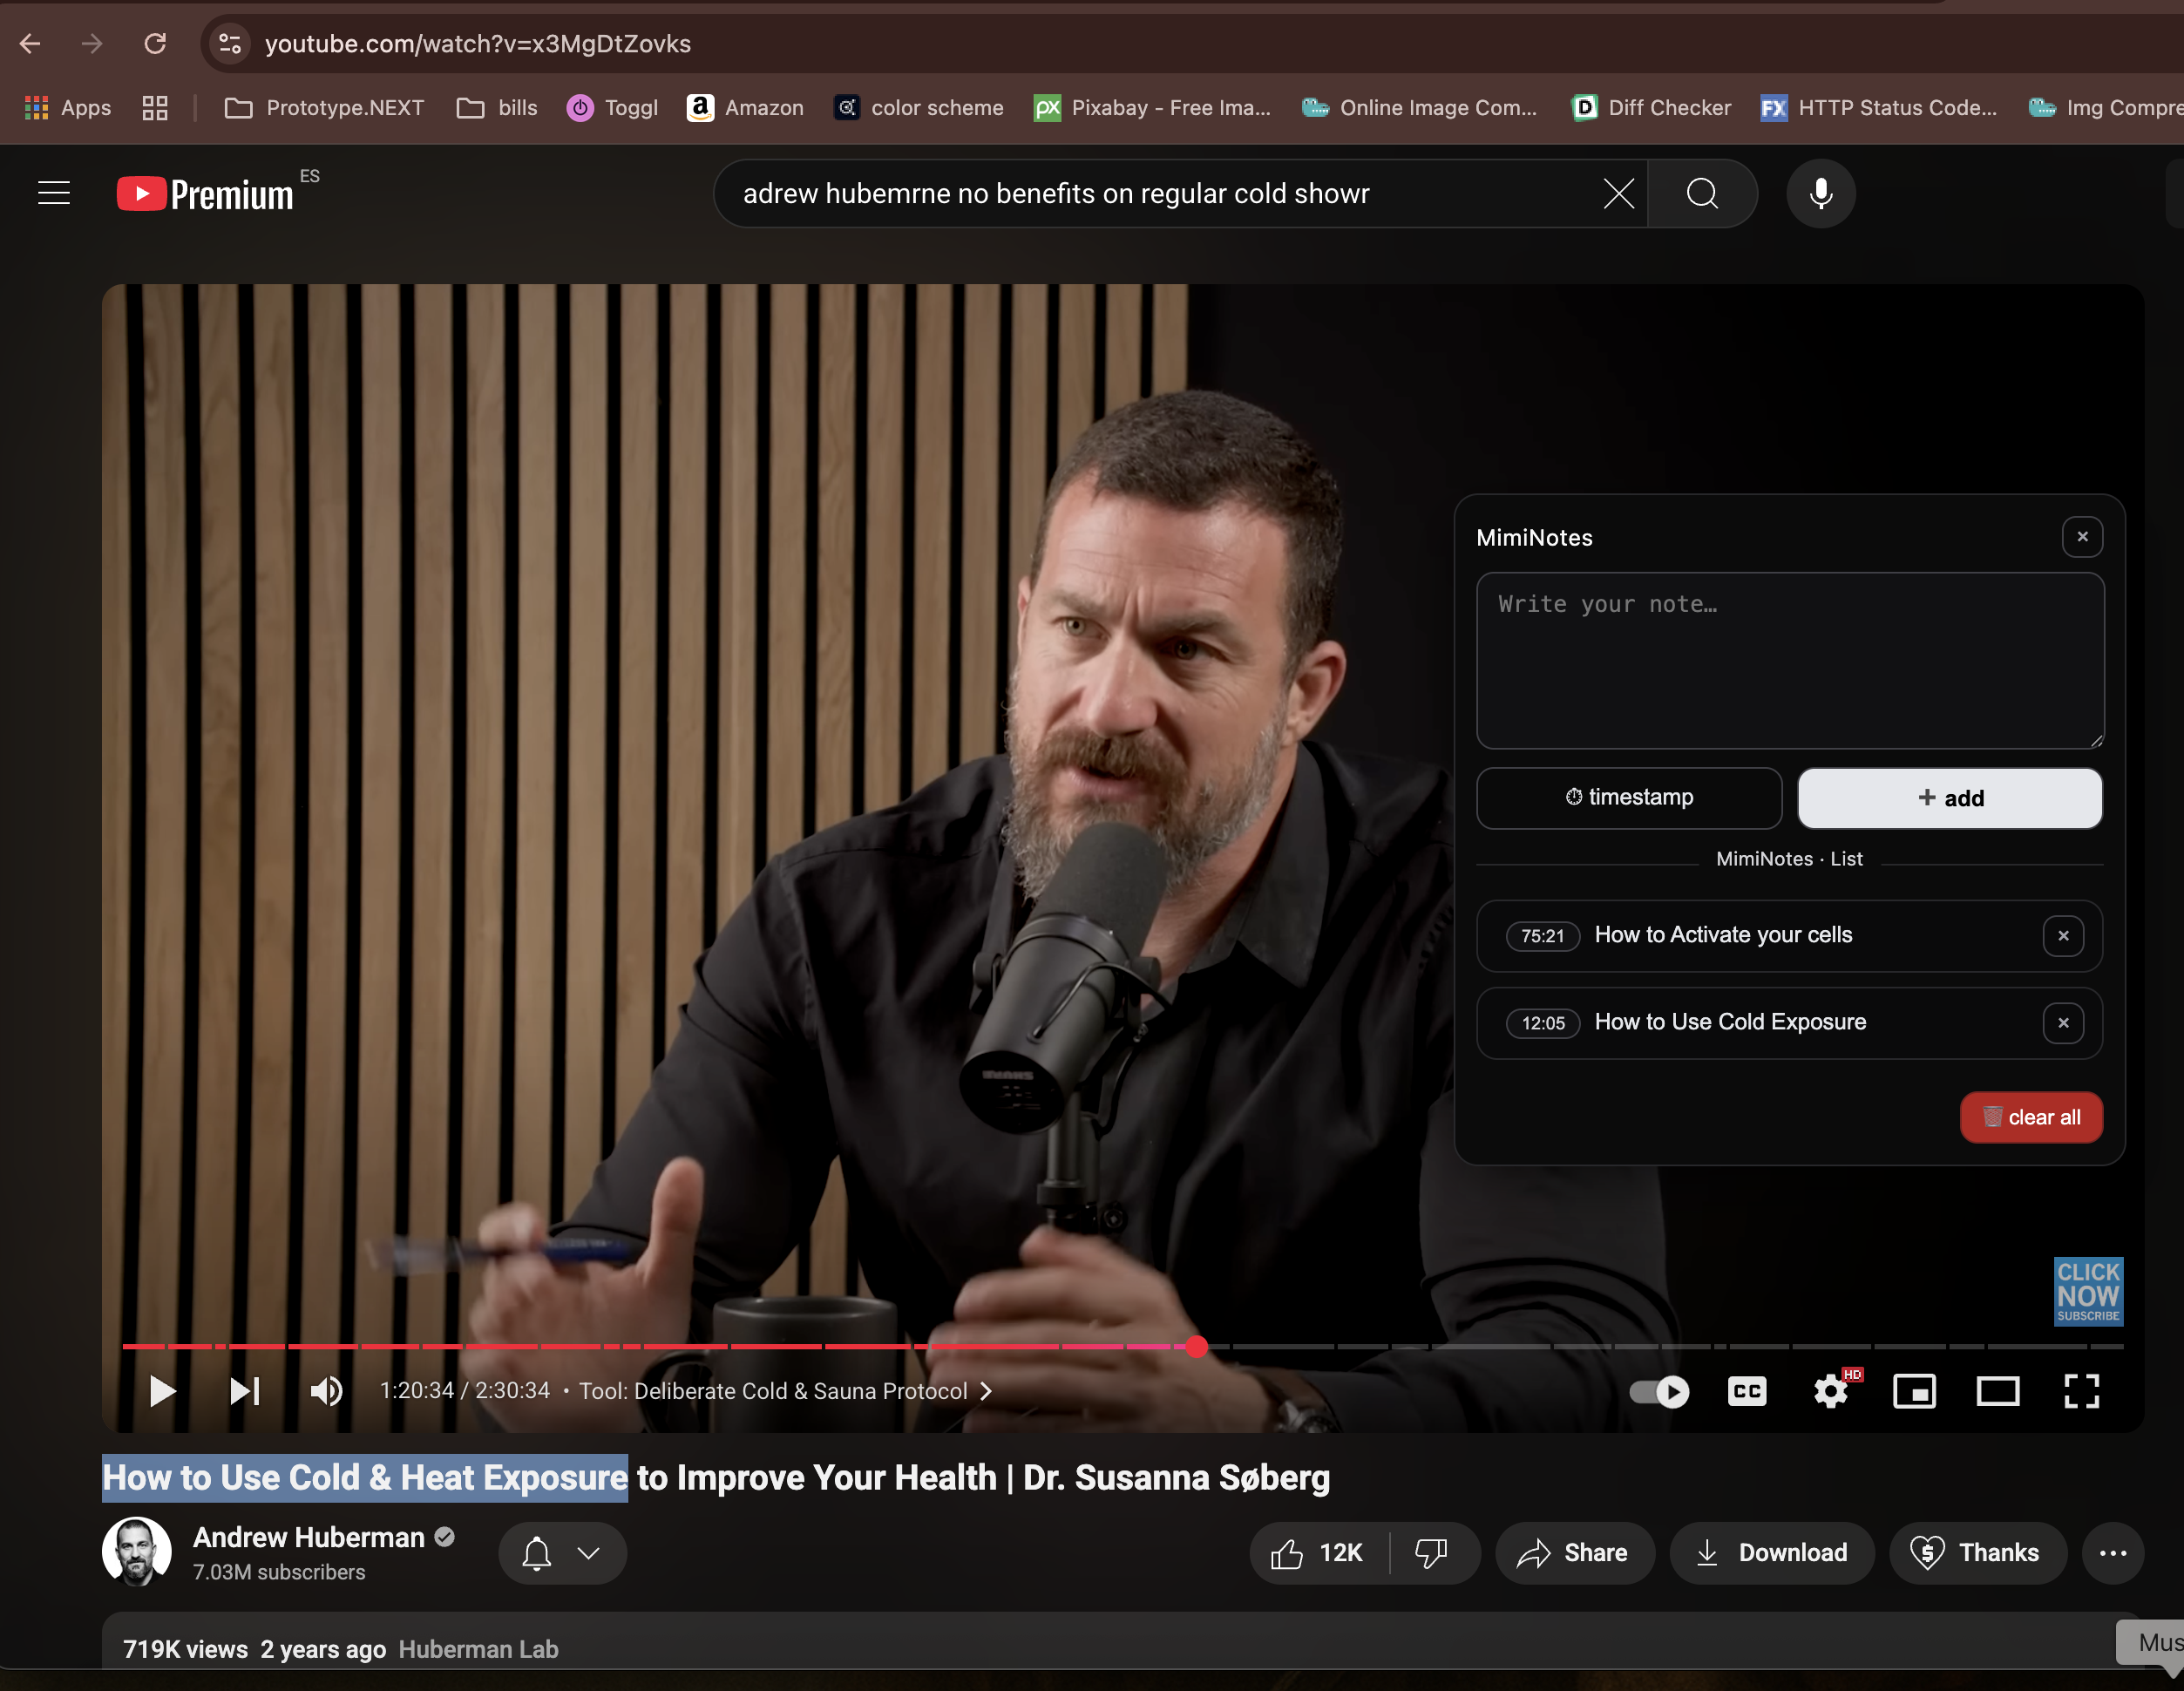 youtube.com/watch?v=x3MgDtZovks
Apps Prototype.NEXT bills Toggl Amazon color scheme Pixabay - Free Ima... Online Image Com... Diff Checker HTTP Status Code... Img Compre
Premium ES
adrew hubemrne no benefits on regular cold showr
MimiNotes
Write your note…
timestamp
+ add
MimiNotes · List
75:21 How to Activate your cells
12:05 How to Use Cold Exposure
clear all
CLICK
NOW
SUBSCRIBE
1:20:34 / 2:30:34 • Tool: Deliberate Cold & Sauna Protocol
CC HD
How to Use Cold & Heat Exposure to Improve Your Health | Dr. Susanna Søberg
Andrew Huberman
7.03M subscribers
12K Share Download Thanks
719K views 2 years ago Huberman Lab
Mus